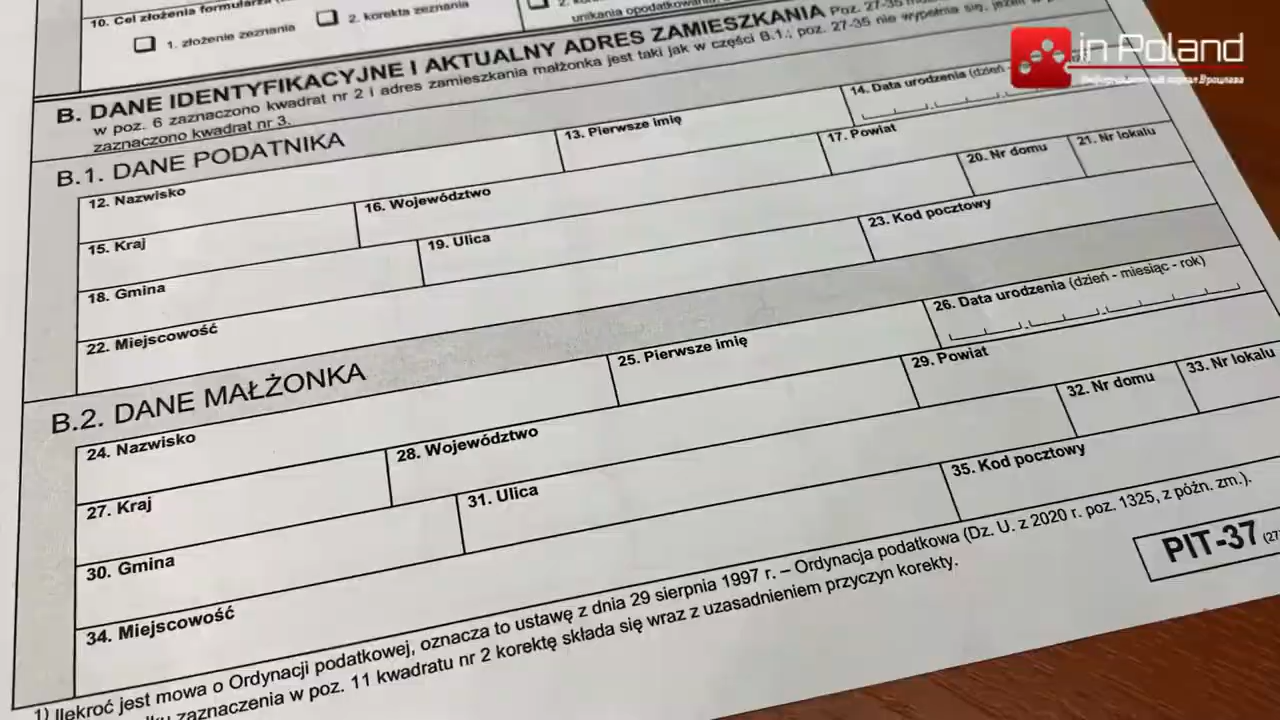 10. Cel złożenia formularza
1. złożenie zeznania
2. korekta zeznania
2.
unikania opodatkowania
in Poland
B. DANE IDENTYFIKACYJNE I AKTUALNY ADRES ZAMIESZKANIA Poz. 27-35
w poz. 6 zaznaczono kwadrat nr 2 i adres zamieszkania małżonka jest taki jak w części B.1.; poz. 27-35 nie wypełnia się, jeżeli w
zaznaczono kwadrat nr 3.
B.1. DANE PODATNIKA
12. Nazwisko
13. Pierwsze imię
14. Data urodzenia (dzień -
15. Kraj
16. Województwo
17. Powiat
18. Gmina
19. Ulica
20. Nr domu
21. Nr lokalu
22. Miejscowość
23. Kod pocztowy
B.2. DANE MAŁŻONKA
24. Nazwisko
25. Pierwsze imię
26. Data urodzenia (dzień - miesiąc - rok)
27. Kraj
28. Województwo
29. Powiat
30. Gmina
31. Ulica
32. Nr domu
33. Nr lokalu
34. Miejscowość
35. Kod pocztowy
1) Ilekroć jest mowa o Ordynacji podatkowej, oznacza to ustawę z dnia 29 sierpnia 1997 r. – Ordynacja podatkowa (Dz. U. z 2020 r. poz. 1325, z późn. zm.).
zaznaczenia w poz. 11 kwadratu nr 2 korektę składa się wraz z uzasadnieniem przyczyn korekty.
PIT-37 (27